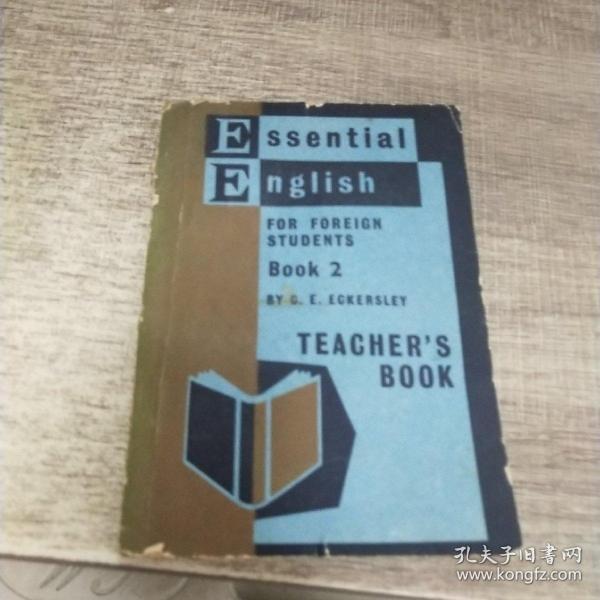 Essential
English
FOR FOREIGN
STUDENTS
Book 2
BY C. E. ECKERSLEY
TEACHER'S
BOOK
孔夫子旧书网
www.kongfz.com